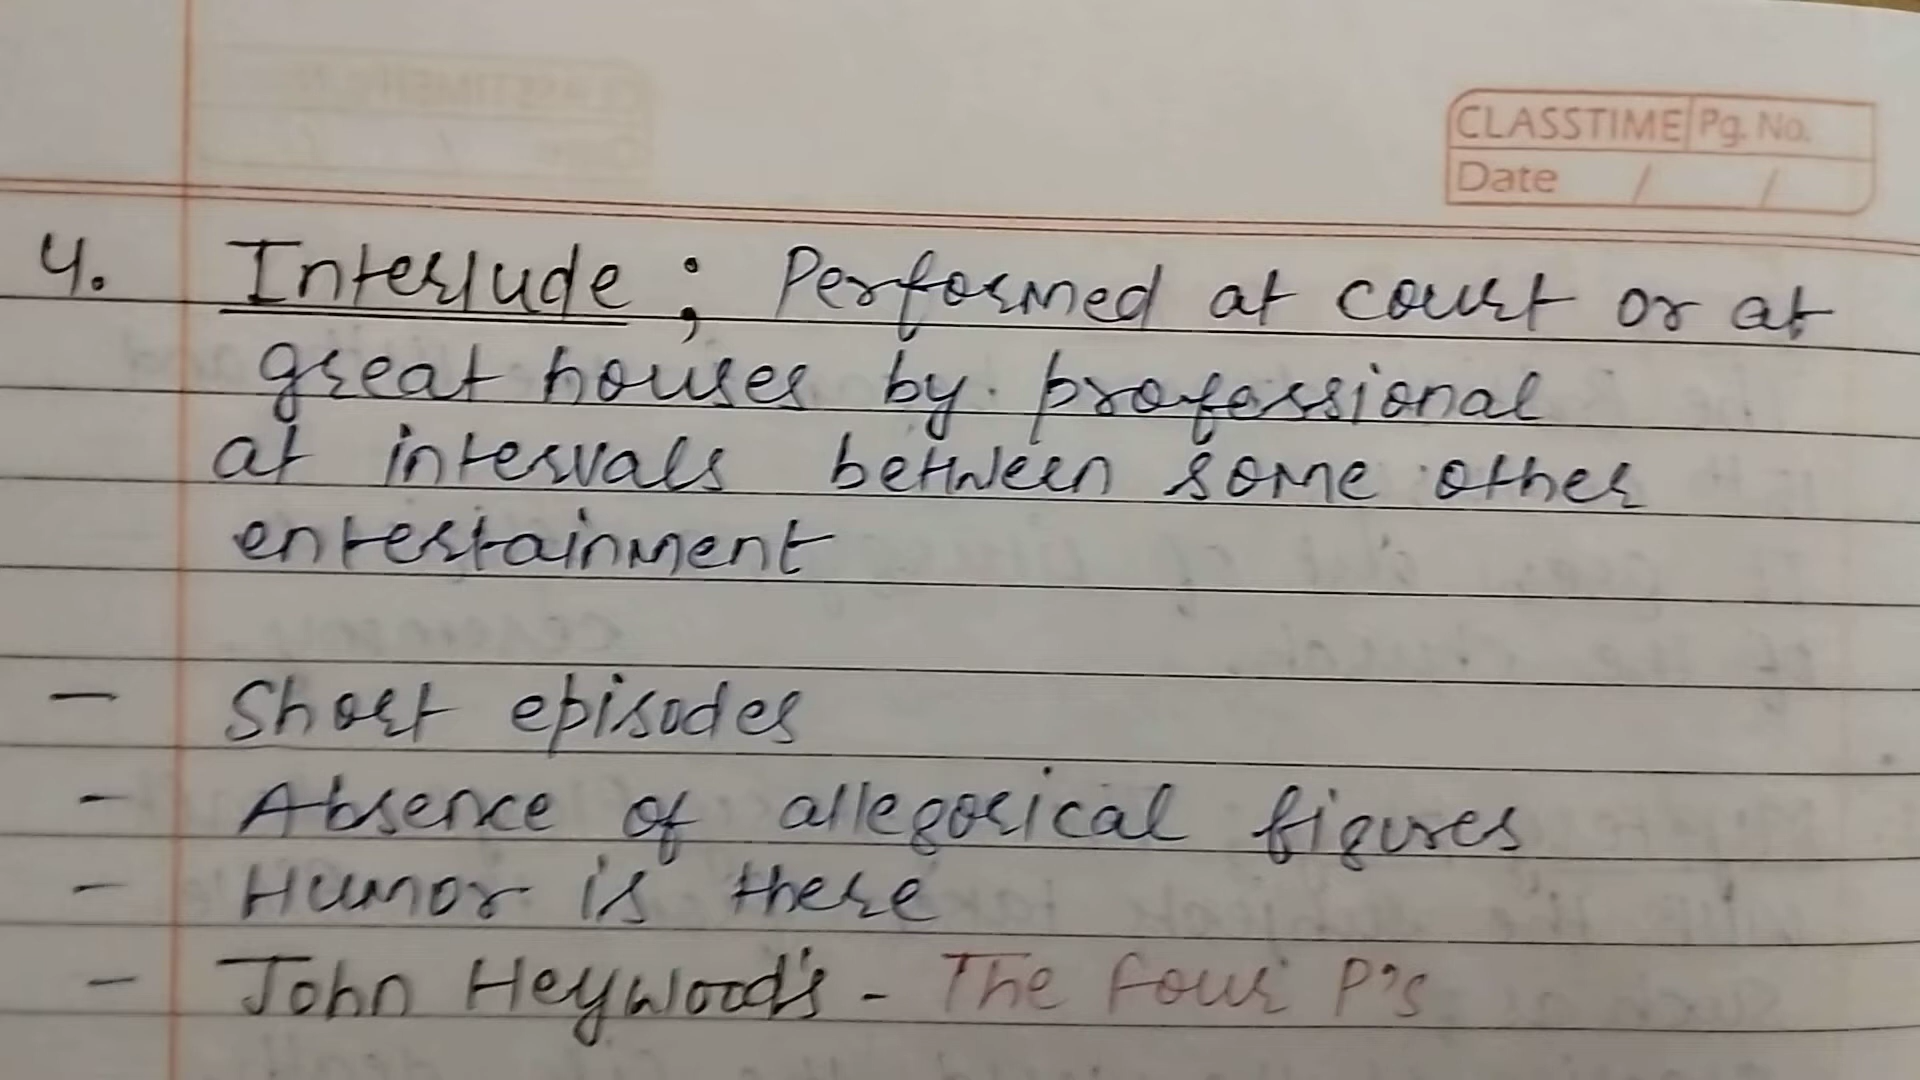 CLASSTIME Pg. No.
Date / /
4. Interlude ; Performed at court or at
great houses by professional
at intervals between some other
entertainment
- Short episodes
- Absence of allegorical figures
- Humor is there
- John Heywood's - The Four P's